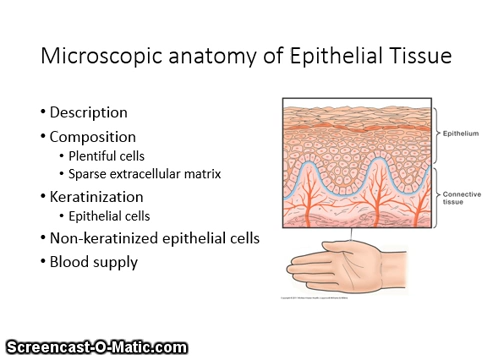 Microscopic anatomy of Epithelial Tissue
• Description
• Composition
• Plentiful cells
• Sparse extracellular matrix
• Keratinization
• Epithelial cells
• Non-keratinized epithelial cells
• Blood supply
Epithelium
Connective
tissue
Screencast-O-Matic.com